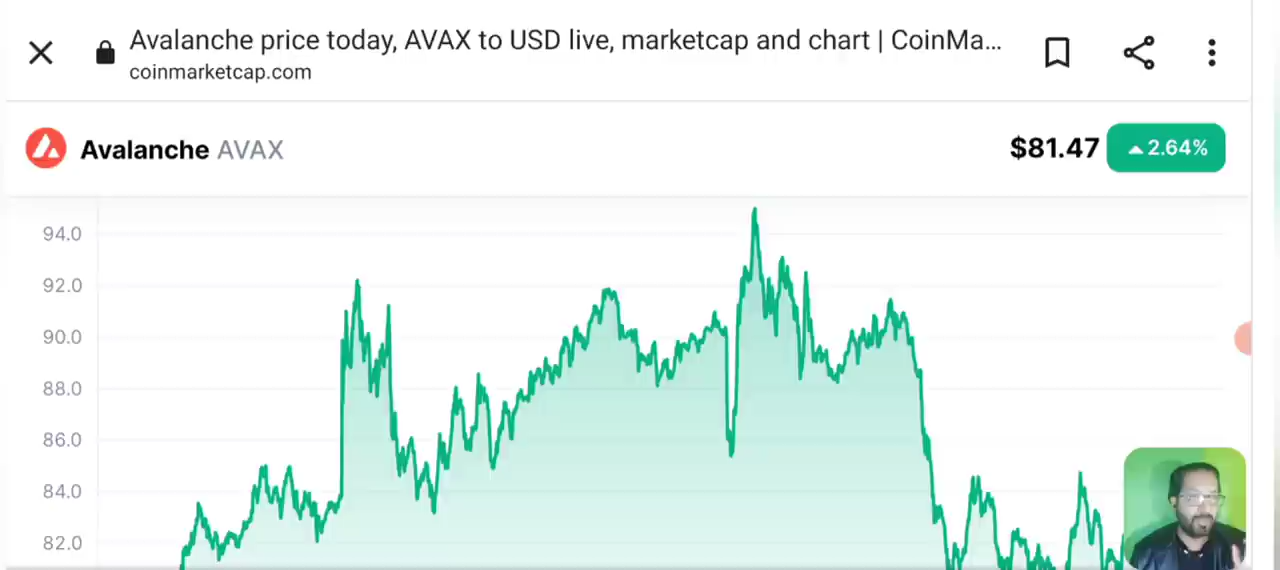 Avalanche price today, AVAX to USD live, marketcap and chart | CoinMa...
coinmarketcap.com
Avalanche AVAX
$81.47 2.64%
94.0
92.0
90.0
88.0
86.0
84.0
82.0